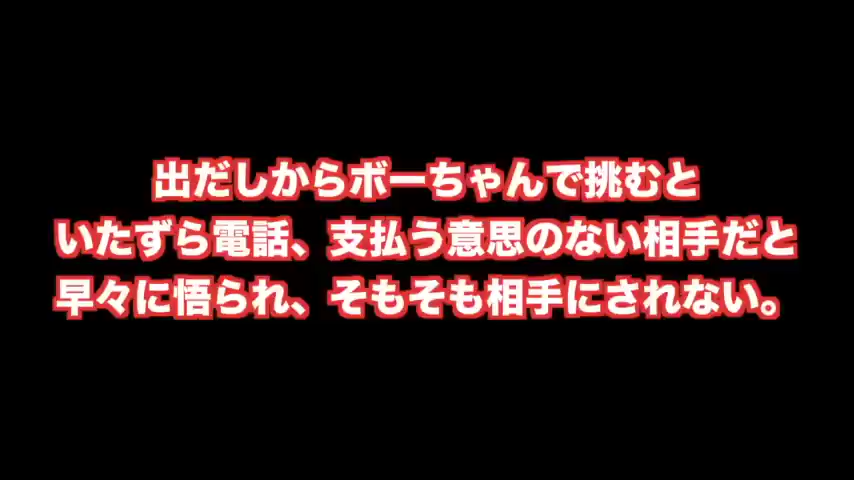 出だしからボーちゃんで挑むと
いたずら電話、支払う意思のない相手だと
早々に悟られ、そもそも相手にされない。